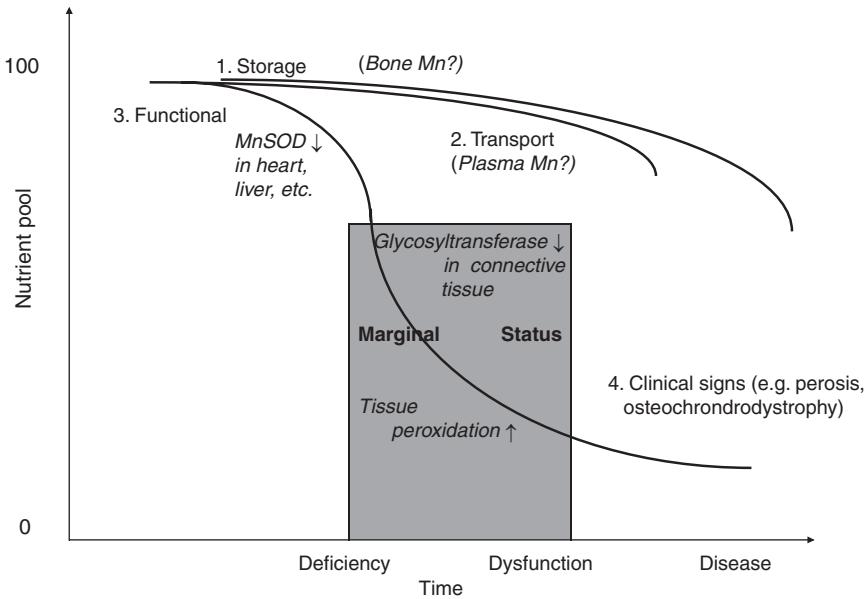 100
1. Storage
(Bone Mn?)
3. Functional
MnSOD ↓
in heart,
liver, etc.
2. Transport
(Plasma Mn?)
Nutrient pool
Glycosyltransferase ↓
in connective
tissue
Marginal Status
Tissue
peroxidation ↑
4. Clinical signs (e.g. perosis,
osteochrondrodystrophy)
0
Deficiency Dysfunction Disease
Time